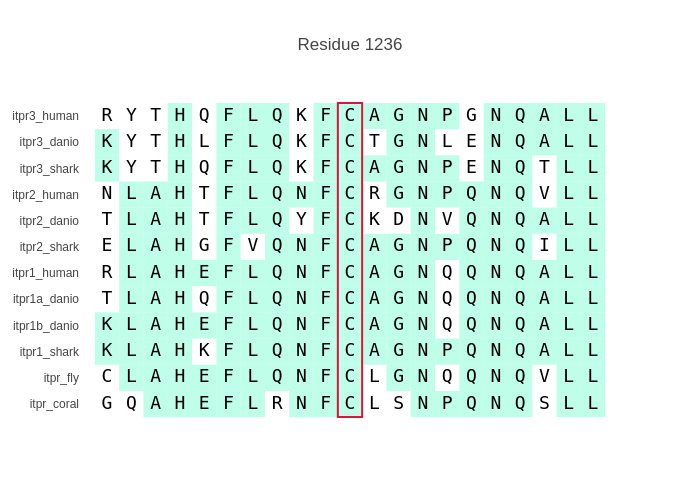 Residue 1236
itpr3_human R Y T H Q F L Q K F C A G N P G N Q A L L
itpr3_danio K Y T H L F L Q K F C T G N L E N Q A L L
itpr3_shark K Y T H Q F L Q K F C A G N P E N Q T L L
itpr2_human N L A H T F L Q N F C R G N P Q N Q V L L
itpr2_danio T L A H T F L Q Y F C K D N V Q N Q A L L
itpr2_shark E L A H G F V Q N F C A G N P Q N Q I L L
itpr1_human R L A H E F L Q N F C A G N Q Q N Q A L L
itpr1a_danio T L A H Q F L Q N F C A G N Q Q N Q A L L
itpr1b_danio K L A H E F L Q N F C A G N Q Q N Q A L L
itpr1_shark K L A H K F L Q N F C A G N P Q N Q A L L
itpr_fly C L A H E F L Q N F C L G N Q Q N Q V L L
itpr_coral G Q A H E F L R N F C L S N P Q N Q S L L